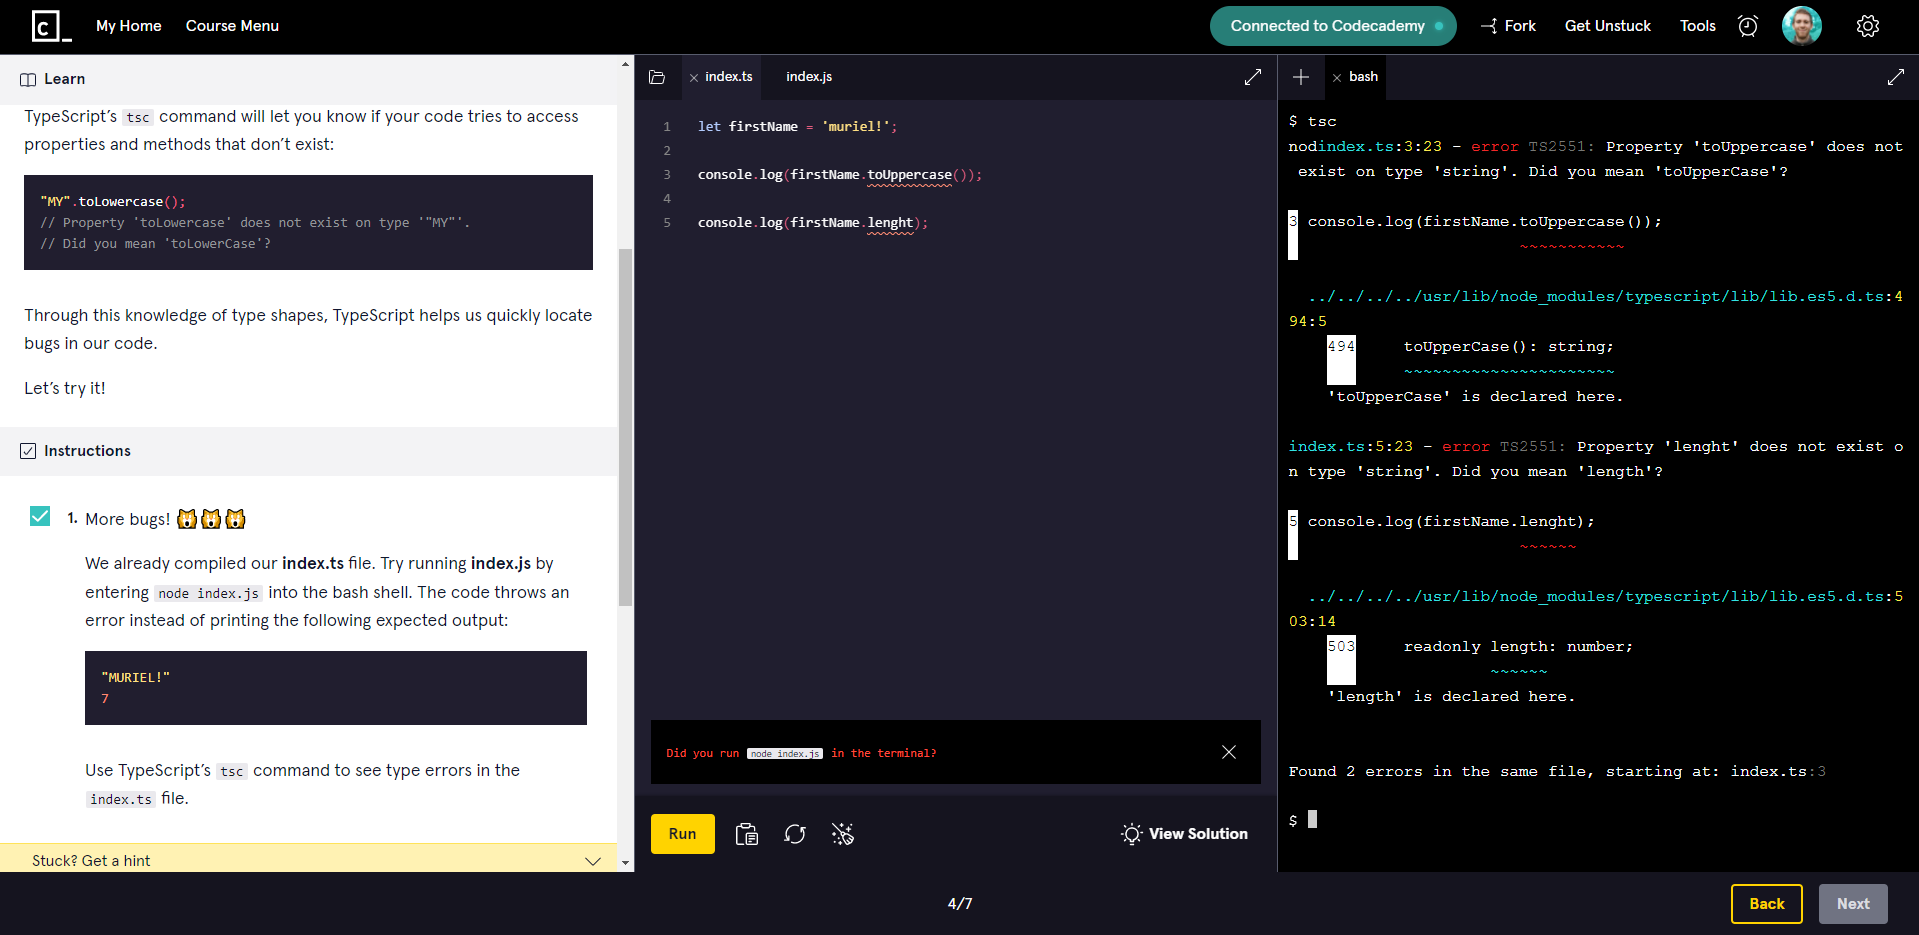 c_
My Home
Course Menu
Connected to Codecademy
Fork
Get Unstuck
Tools
Learn
TypeScript’s tsc command will let you know if your code tries to access
properties and methods that don’t exist:
"MY".toLowercase();
// Property 'toLowercase' does not exist on type '"MY"'.
// Did you mean 'toLowerCase'?
Through this knowledge of type shapes, TypeScript helps us quickly locate
bugs in our code.
Let’s try it!
Instructions
1. More bugs! 🙀🙀🙀
We already compiled our index.ts file. Try running index.js by
entering node index.js into the bash shell. The code throws an
error instead of printing the following expected output:
"MURIEL!"
7
Use TypeScript’s tsc command to see type errors in the
index.ts file.
Stuck? Get a hint
index.ts
index.js
1 let firstName = 'muriel!';
2
3 console.log(firstName.toUppercase());
4
5 console.log(firstName.lenght);
Did you run node index.js in the terminal?
Run
View Solution
bash
$ tsc
nodindex.ts:3:23 - error TS2551: Property 'toUppercase' does not
exist on type 'string'. Did you mean 'toUpperCase'?
3 console.log(firstName.toUppercase());
~~~~~~~~~~~
../../../../usr/lib/node_modules/typescript/lib/lib.es5.d.ts:4
94:5
494 toUpperCase(): string;
~~~~~~~~~~~~~~~~~~~~~~
'toUpperCase' is declared here.
index.ts:5:23 - error TS2551: Property 'lenght' does not exist o
n type 'string'. Did you mean 'length'?
5 console.log(firstName.lenght);
~~~~~~
../../../../usr/lib/node_modules/typescript/lib/lib.es5.d.ts:5
03:14
503 readonly length: number;
~~~~~~
'length' is declared here.
Found 2 errors in the same file, starting at: index.ts:3
$
4/7
Back
Next